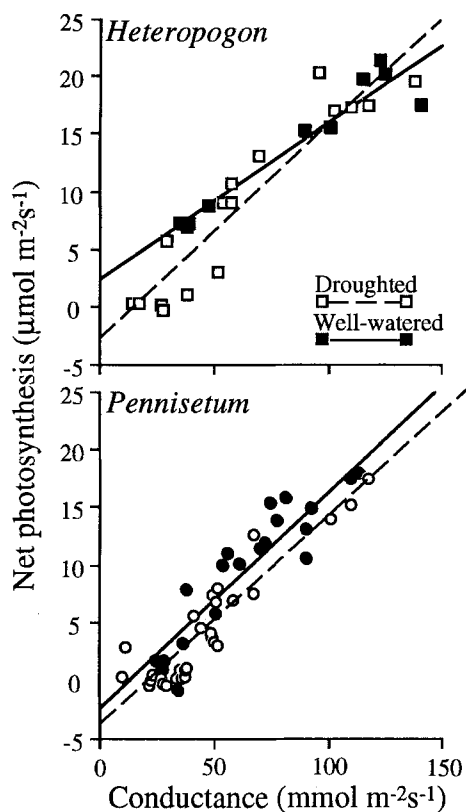 Heteropogon
25
20
15
10
5
0
-5
Droughted
Well-watered
Net photosynthesis (μmol m-2s-1)
Pennisetum
25
20
15
10
5
0
-5
0 50 100 150
Conductance (mmol m-2s-1)